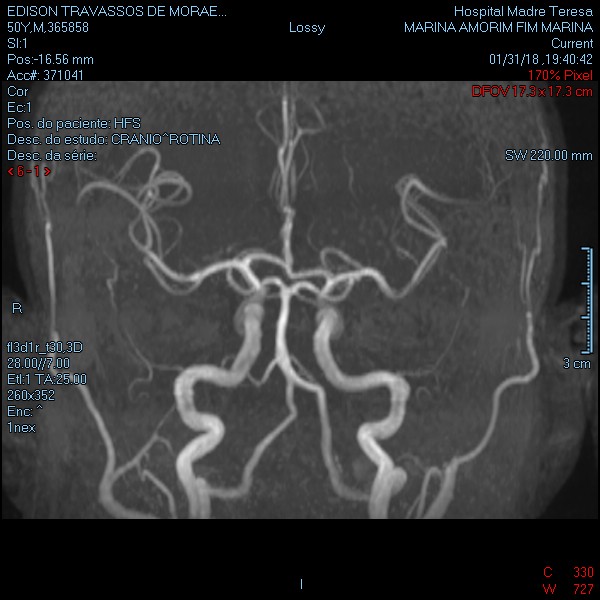 EDISON TRAVASSOS DE MORAE...
50Y,M,365858
Sl:1
Pos:-16.56 mm
Acc#: 371041
Cor
Ec:1
Pos. do paciente: HFS
Desc. do estudo: CRANIO^ROTINA
Desc. da série:
< 6 - 1 >
Lossy
Hospital Madre Teresa
MARINA AMORIM FIM MARINA
Current
01/31/18 ,19:40:42
170% Pixel
DFOV 17.3 x 17.3 cm
SW 220.00 mm
R
3 cm
fl3d1r_t30.3D
28.00//7.00
Etl:1 TA:25.00
260x352
Enc: ^
1nex
I
C 330
W 727